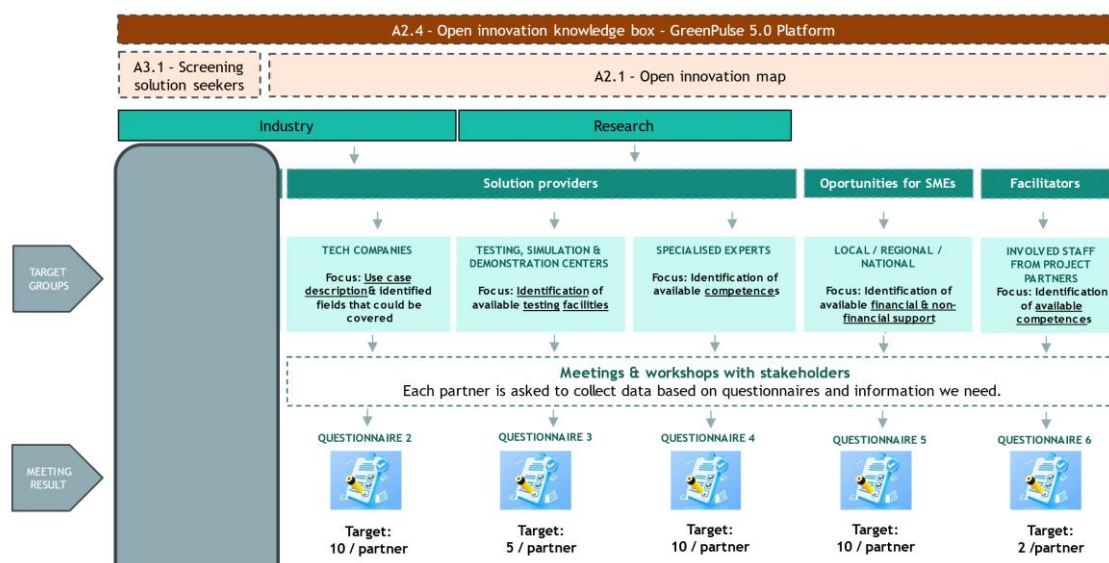 A2.4 - Open innovation knowledge box - GreenPulse 5.0 Platform
A3.1 - Screening
solution seekers
A2.1 - Open innovation map
Industry
Research
Solution providers
Oportunities for SMEs
Facilitators
TARGET
GROUPS
TECH COMPANIES
Focus: Use case
description& identified
fields that could be
covered
TESTING, SIMULATION &
DEMONSTRATION CENTERS
Focus: Identification of
available testing facilities
SPECIALISED EXPERTS
Focus: Identification of
available competences
LOCAL / REGIONAL /
NATIONAL
Focus: Identification of
available financial & non-
financial support
INVOLVED STAFF
FROM PROJECT
PARTNERS
Focus: Identification
of available
competences
Meetings & workshops with stakeholders
Each partner is asked to collect data based on questionnaires and information we need.
MEETING
RESULT
QUESTIONNAIRE 2
Target:
10 / partner
QUESTIONNAIRE 3
Target:
5 / partner
QUESTIONNAIRE 4
Target:
10 / partner
QUESTIONNAIRE 5
Target:
10 / partner
QUESTIONNAIRE 6
Target:
2 /partner